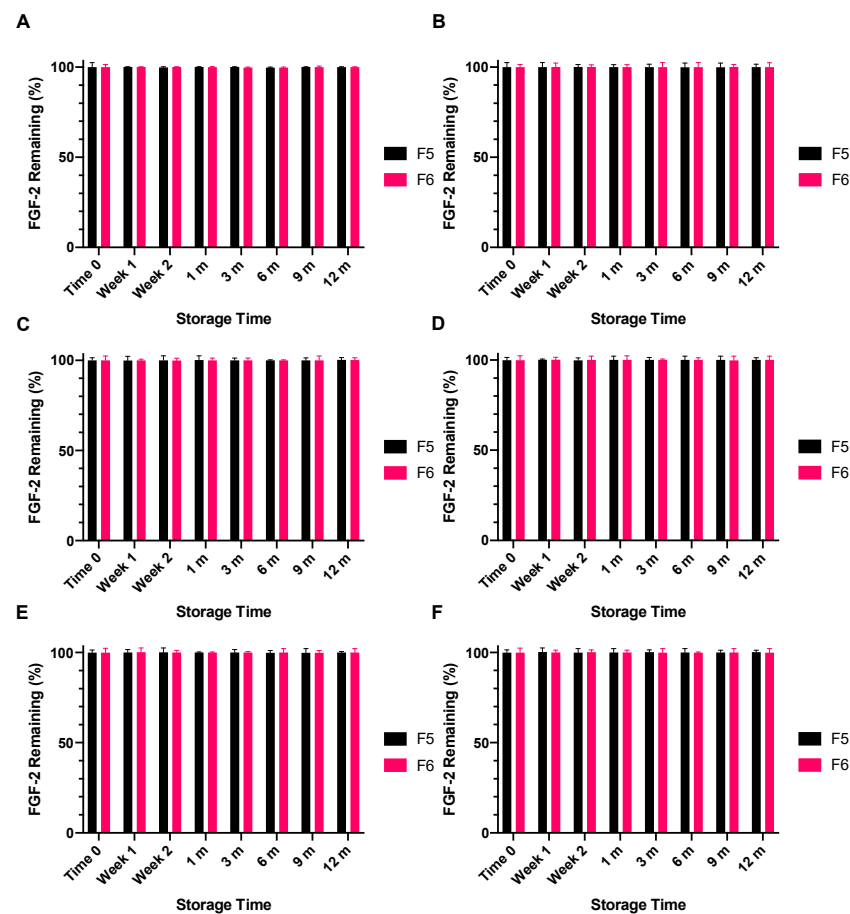 A
FGF-2 Remaining (%)
100
50
0
Time 0
Week 1
Week 2
1 m
3 m
6 m
9 m
12 m
Storage Time
F5
F6
B
FGF-2 Remaining (%)
100
50
0
Time 0
Week 1
Week 2
1 m
3 m
6 m
9 m
12 m
Storage Time
F5
F6
C
FGF-2 Remaining (%)
100
50
0
Time 0
Week 1
Week 2
1 m
3 m
6 m
9 m
12 m
Storage Time
F5
F6
D
FGF-2 Remaining (%)
100
50
0
Time 0
Week 1
Week 2
1 m
3 m
6 m
9 m
12 m
Storage Time
F5
F6
E
FGF-2 Remaining (%)
100
50
0
Time 0
Week 1
Week 2
1 m
3 m
6 m
9 m
12 m
Storage Time
F5
F6
F
FGF-2 Remaining (%)
100
50
0
Time 0
Week 1
Week 2
1 m
3 m
6 m
9 m
12 m
Storage Time
F5
F6